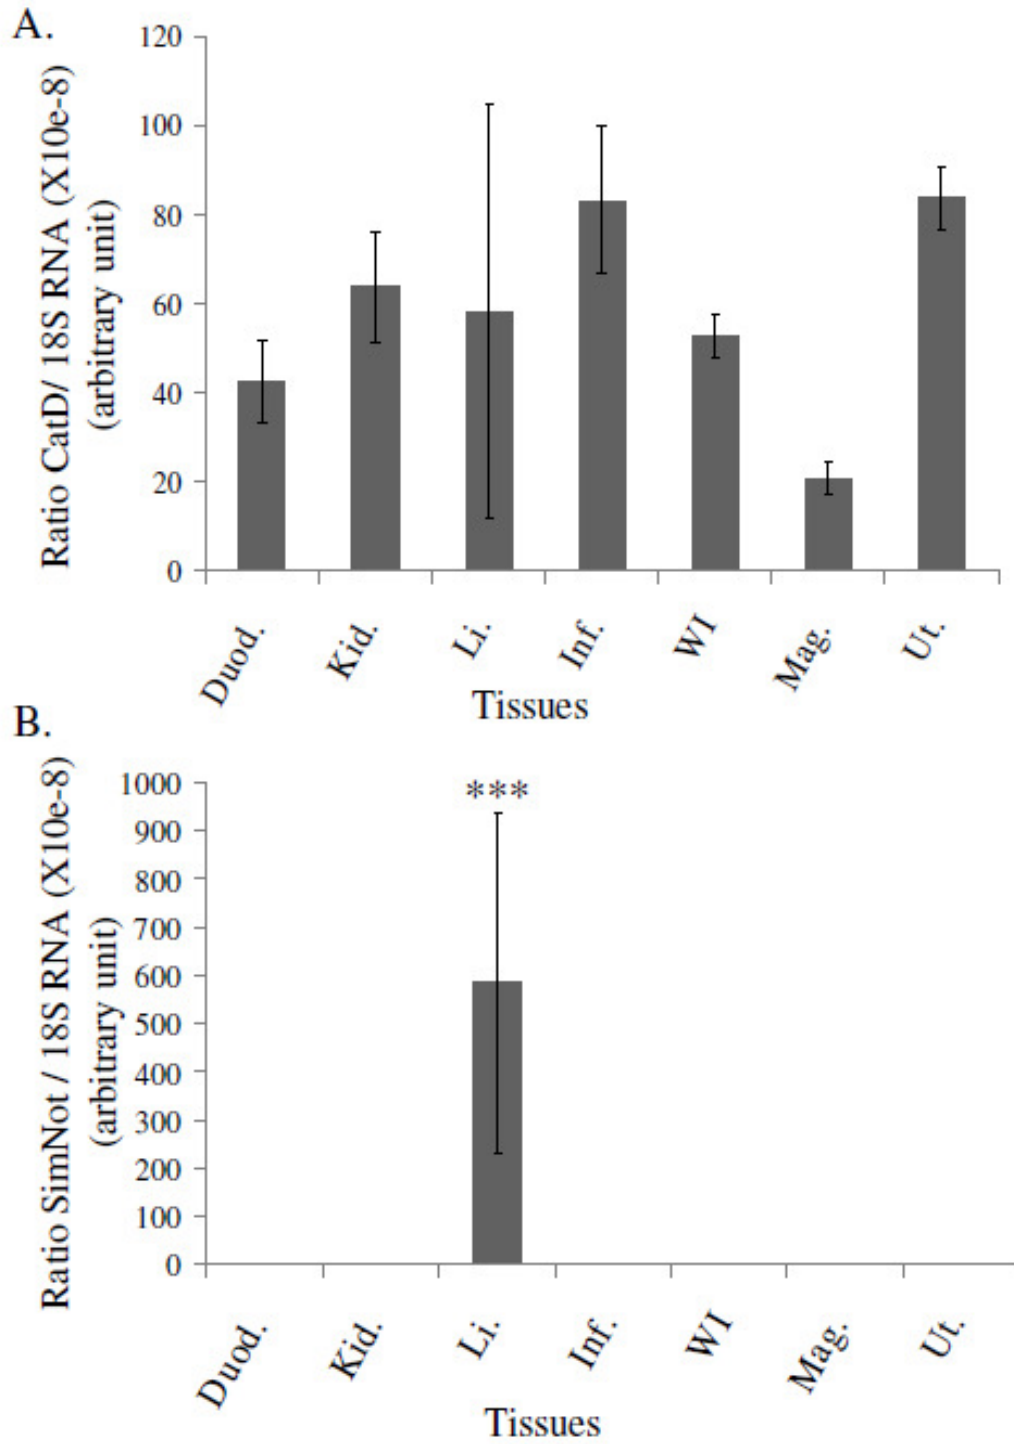 A.
Ratio CatD/ 18S RNA (X10e-8)
(arbitrary unit)
120
100
80
60
40
20
0
Duod.
Kid.
Li.
Inf.
WI
Mag.
Ut.
Tissues
B.
Ratio SimNot / 18S RNA (X10e-8)
(arbitrary unit)
1000
900
800
700
600
500
400
300
200
100
0
***
Duod.
Kid.
Li.
Inf.
WI
Mag.
Ut.
Tissues